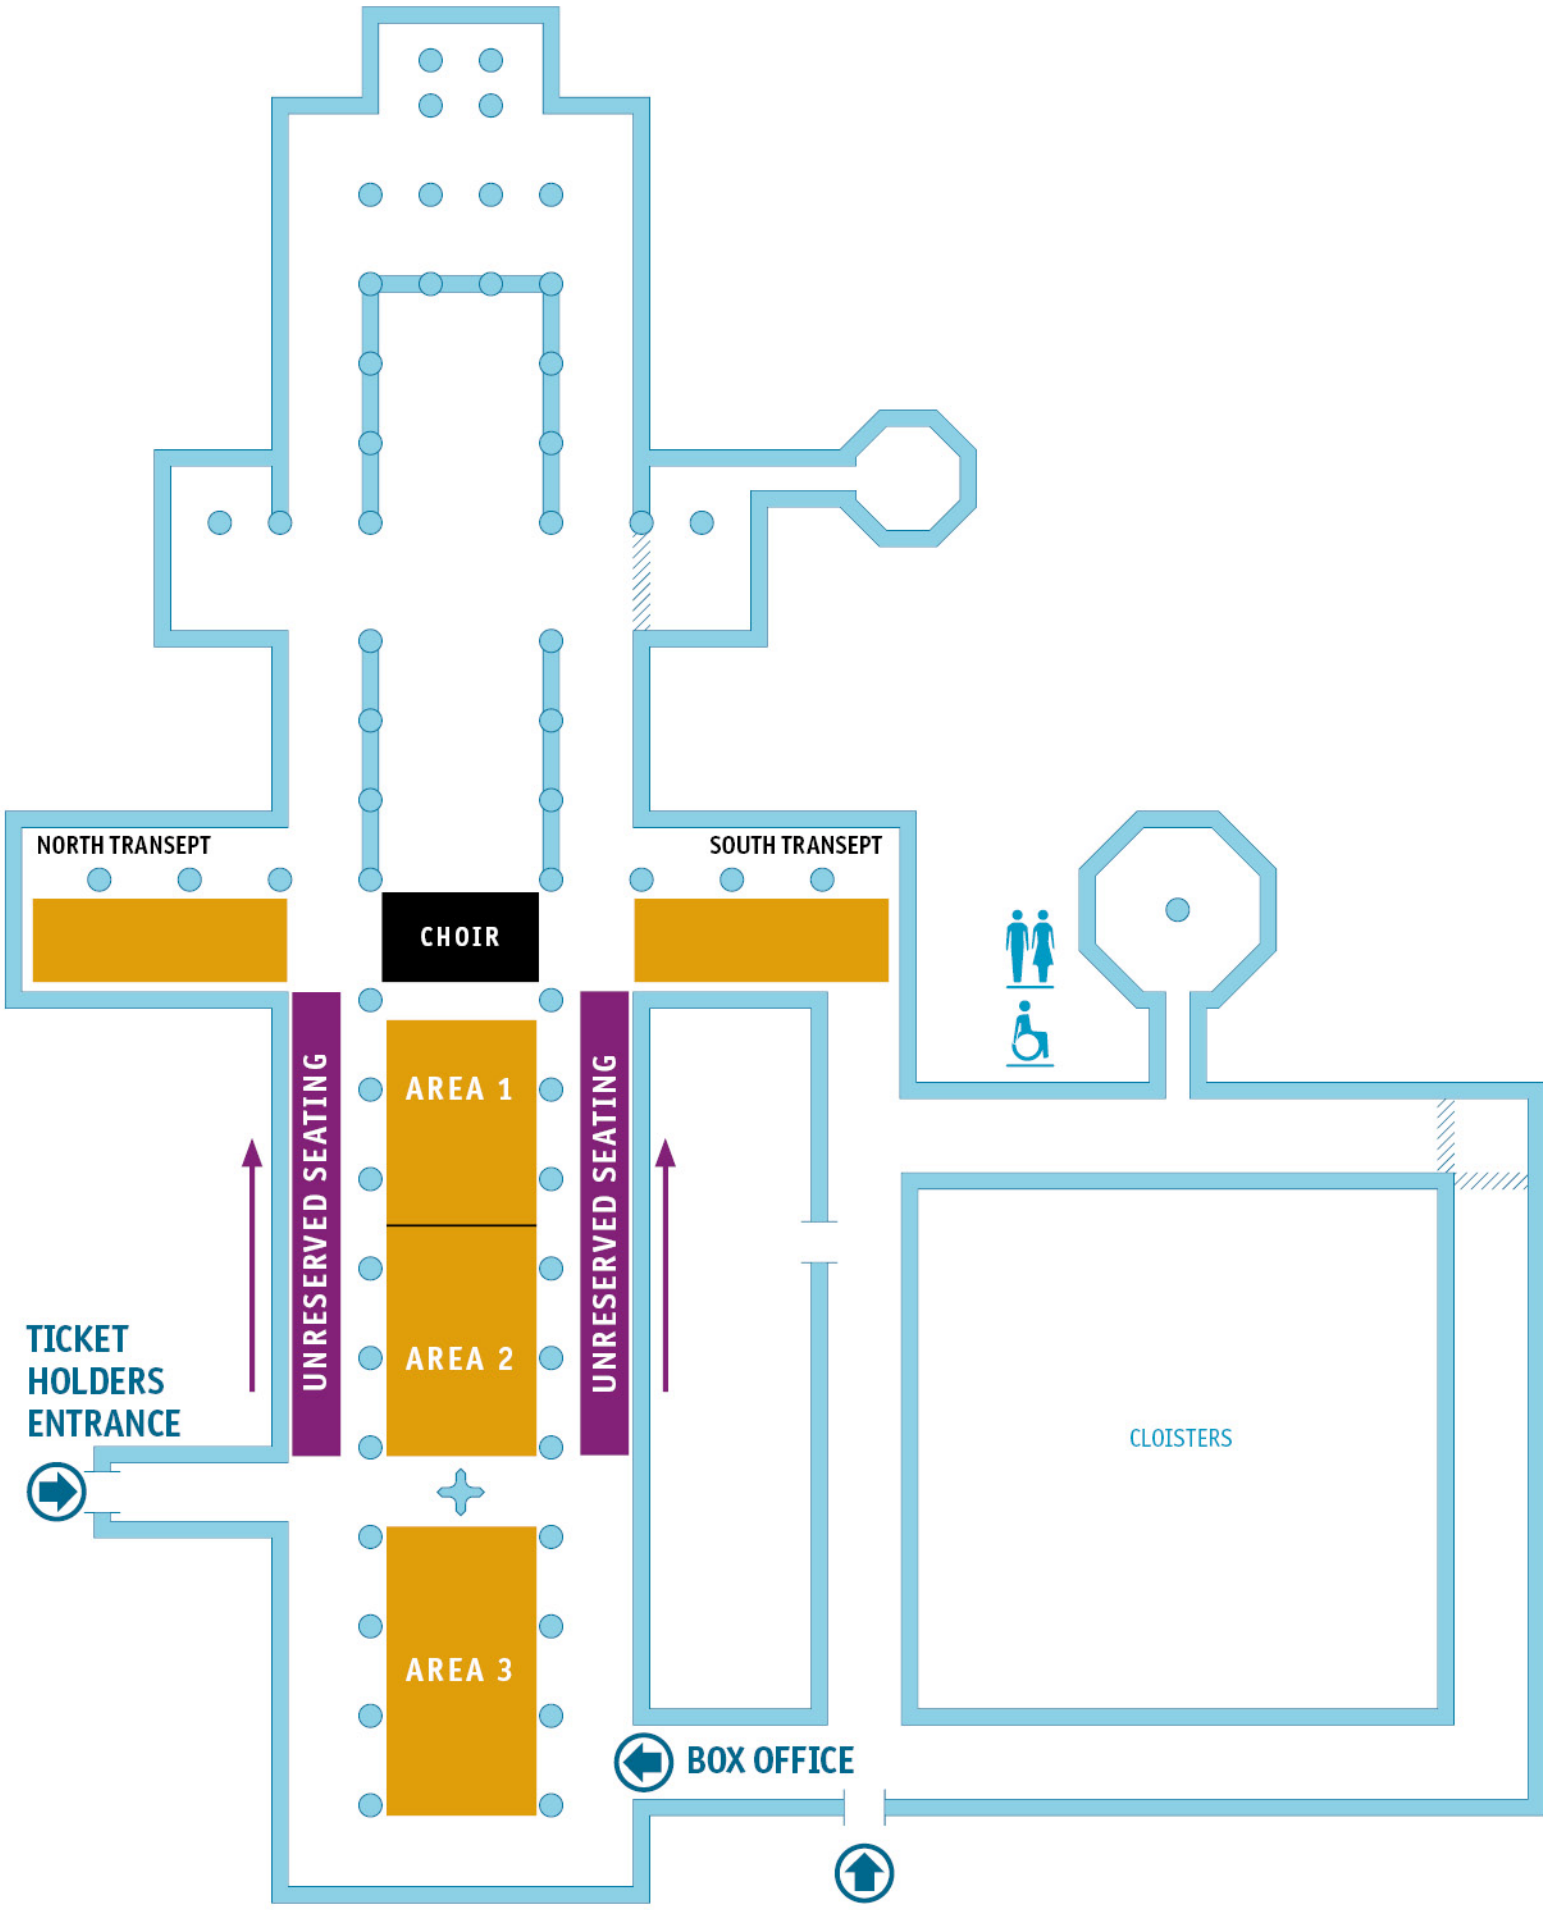 NORTH TRANSEPT
SOUTH TRANSEPT
CHOIR
AREA 1
UNRESERVED SEATING
UNRESERVED SEATING
AREA 2
TICKET
HOLDERS
ENTRANCE
CLOISTERS
AREA 3
BOX OFFICE